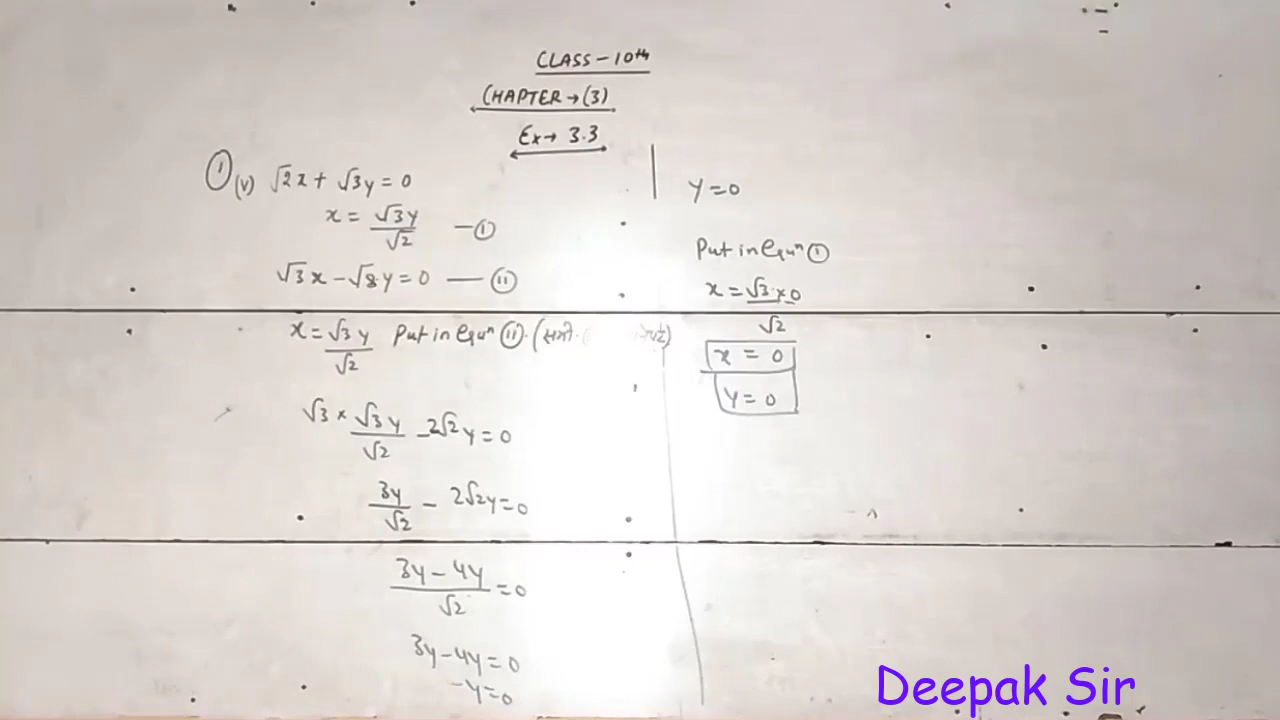 CLASS-10th
CHAPTER→(3)
Ex→ 3.3
① (v) √2x + √3y = 0
x = √3y/√2 —①
√3x - √8y = 0 —⑪
x = √3y/√2 Put in equⁿ ⑪.
√3 × √3y/√2 - 2√2y = 0
3y/√2 - 2√2y = 0
(3y - 4y)/√2 = 0
3y - 4y = 0
-y = 0
y = 0
Put in equⁿ ①
x = √3 × 0/√2
x = 0
y = 0
Deepak Sir